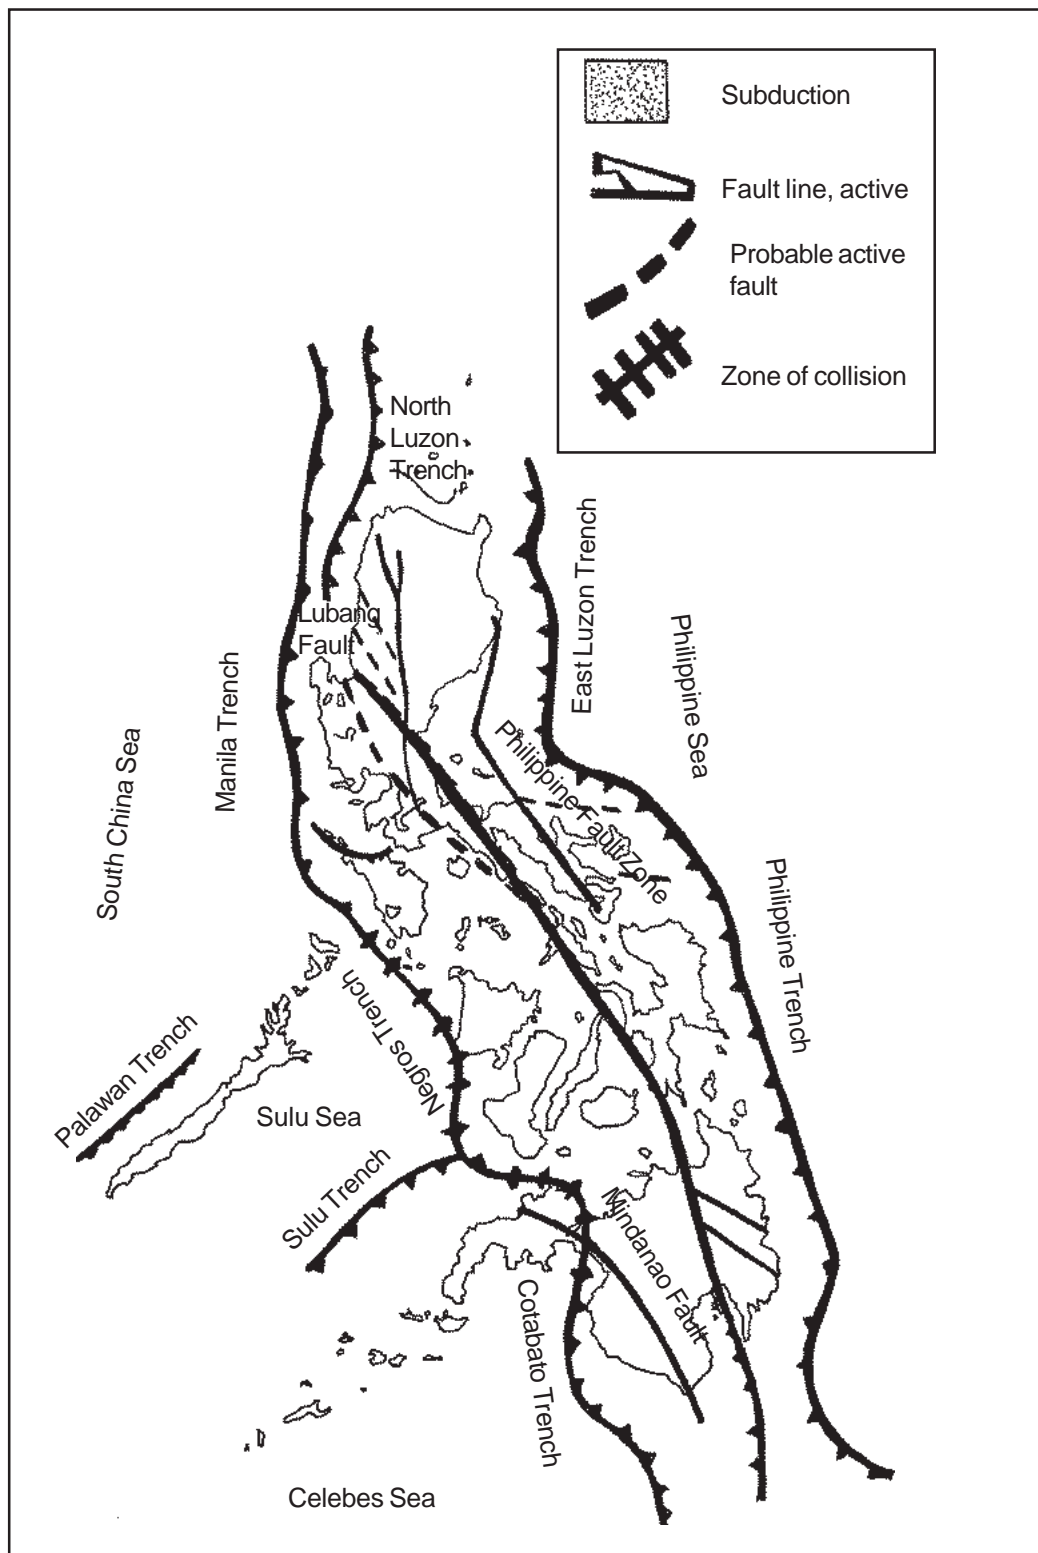 Subduction
Fault line, active
Probable active
fault
Zone of collision
North
Luzon
Trench
Lubang
Fault
East Luzon Trench
Philippine Sea
Manila Trench
South China Sea
Philippine Fault Zone
Philippine Trench
Negros Trench
Palawan Trench
Sulu Sea
Sulu Trench
Mindanao Fault
Cotabato Trench
Celebes Sea